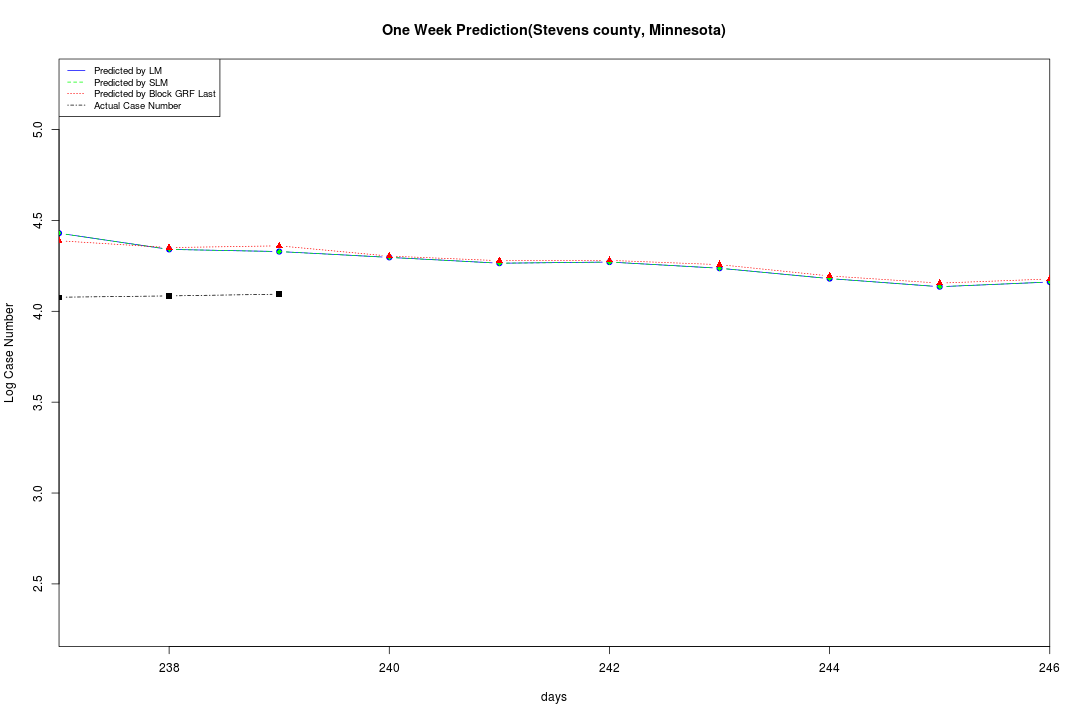 One Week Prediction(Stevens county, Minnesota)
Predicted by LM
Predicted by SLM
Predicted by Block GRF Last
Actual Case Number
5.0
4.5
4.0
3.5
3.0
2.5
Log Case Number
238 240 242 244 246
days